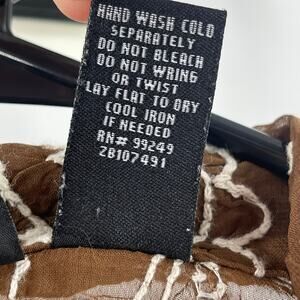 HAND WASH COLD
SEPARATELY
DO NOT BLEACH
DO NOT WRING
OR TWIST
LAY FLAT TO DRY
COOL IRON
IF NEEDED
RN# 99249
ZB107491